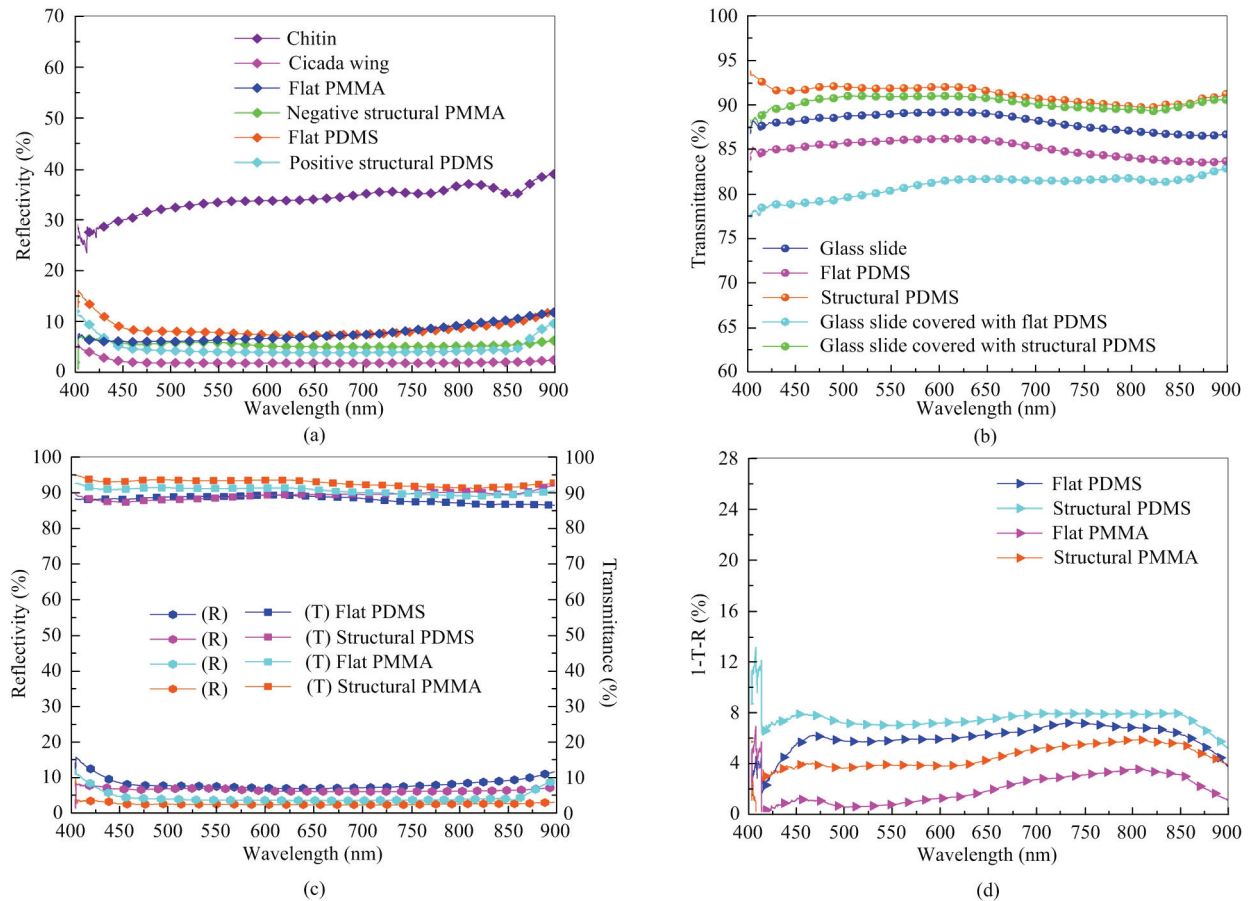 70
60
50
40
30
20
10
0
Reflectivity (%)
Chitin
Cicada wing
Flat PMMA
Negative structural PMMA
Flat PDMS
Positive structural PDMS
400 450 500 550 600 650 700 750 800 850 900
Wavelength (nm)
(a)
100
95
90
85
80
75
70
65
60
Transmittance (%)
Glass slide
Flat PDMS
Structural PDMS
Glass slide covered with flat PDMS
Glass slide covered with structural PDMS
400 450 500 550 600 650 700 750 800 850 900
Wavelength (nm)
(b)
100 100
90 90
80 80
90 90
60 60
50 50
40 40
30 30
20 20
10 10
0 0
Reflectivity (%)
Transmittance (%)
(R) (T) Flat PDMS
(R) (T) Structural PDMS
(R) (T) Flat PMMA
(R) (T) Structural PMMA
400 450 500 550 600 650 700 750 800 850 900
Wavelength (nm)
(c)
28
24
20
16
12
8
4
0
1-T-R (%)
Flat PDMS
Structural PDMS
Flat PMMA
Structural PMMA
400 450 500 550 600 650 700 750 800 850 900
Wavelength (nm)
(d)